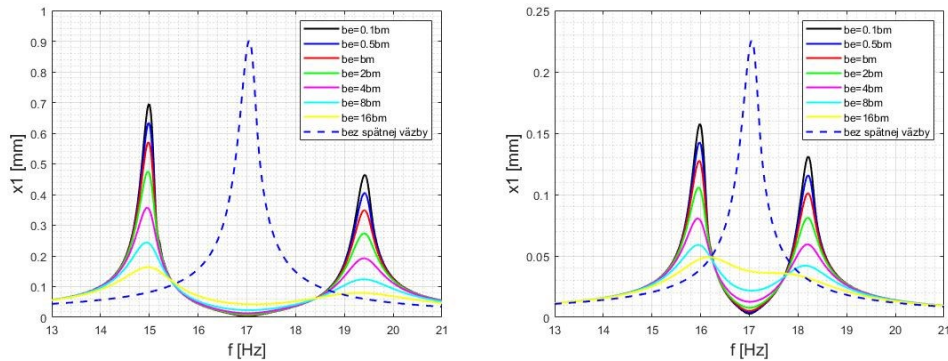 1
0.9
0.8
0.7
0.6
0.5
0.4
0.3
0.2
0.1
0
x1 [mm]
13 14 15 16 17 18 19 20 21
f [Hz]
be=0.1bm
be=0.5bm
be=bm
be=2bm
be=4bm
be=8bm
be=16bm
bez spätnej väzby
0.25
0.2
0.15
0.1
0.05
0
x1 [mm]
13 14 15 16 17 18 19 20 21
f [Hz]
be=0.1bm
be=0.5bm
be=bm
be=2bm
be=4bm
be=8bm
be=16bm
bez spätnej väzby